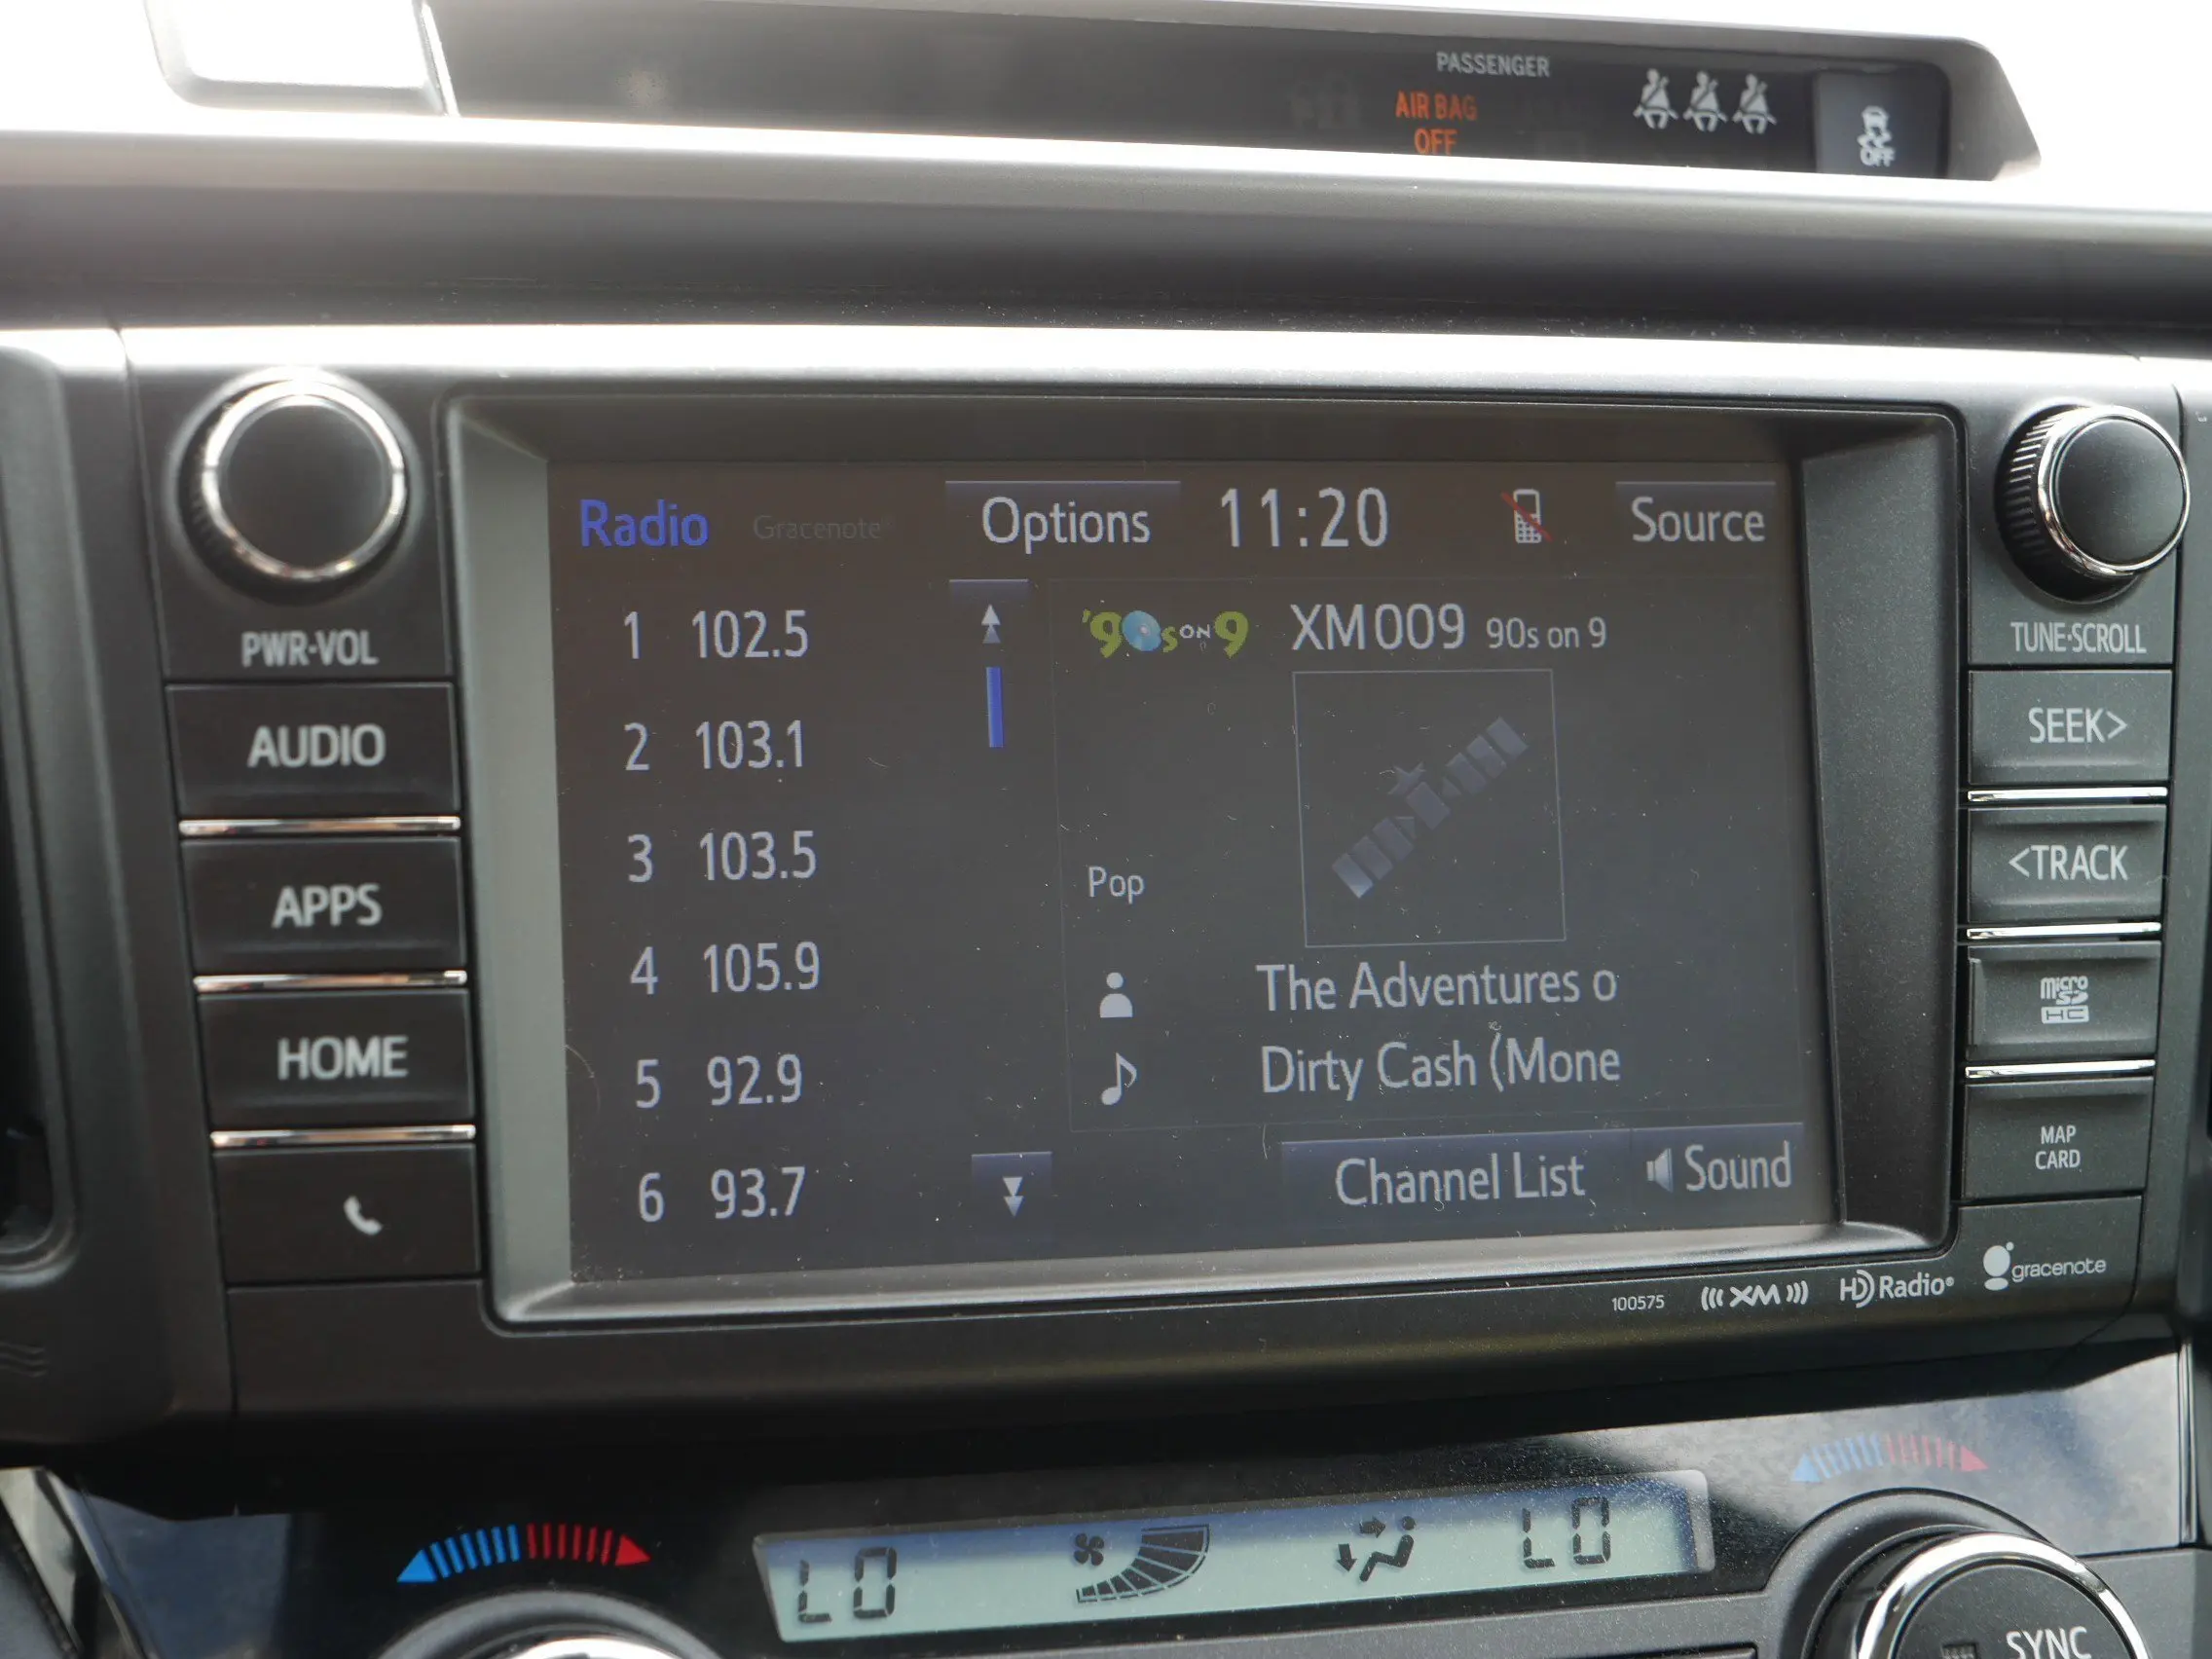 PASSENGER
AIR BAG
OFF
OFF
Radio Gracenote® Options 11:20 Source
1 102.5
2 103.1
3 103.5
4 105.9
5 92.9
6 93.7
'90s ON 9 XM009 90s on 9
Pop
The Adventures o
Dirty Cash (Mone
Channel List Sound
PWR·VOL
AUDIO
APPS
HOME
TUNE·SCROLL
SEEK>
<TRACK
micro
SD
HC
MAP
CARD
100575 ((( XM ))) HD Radio® gracenote
LO LO
SYNC